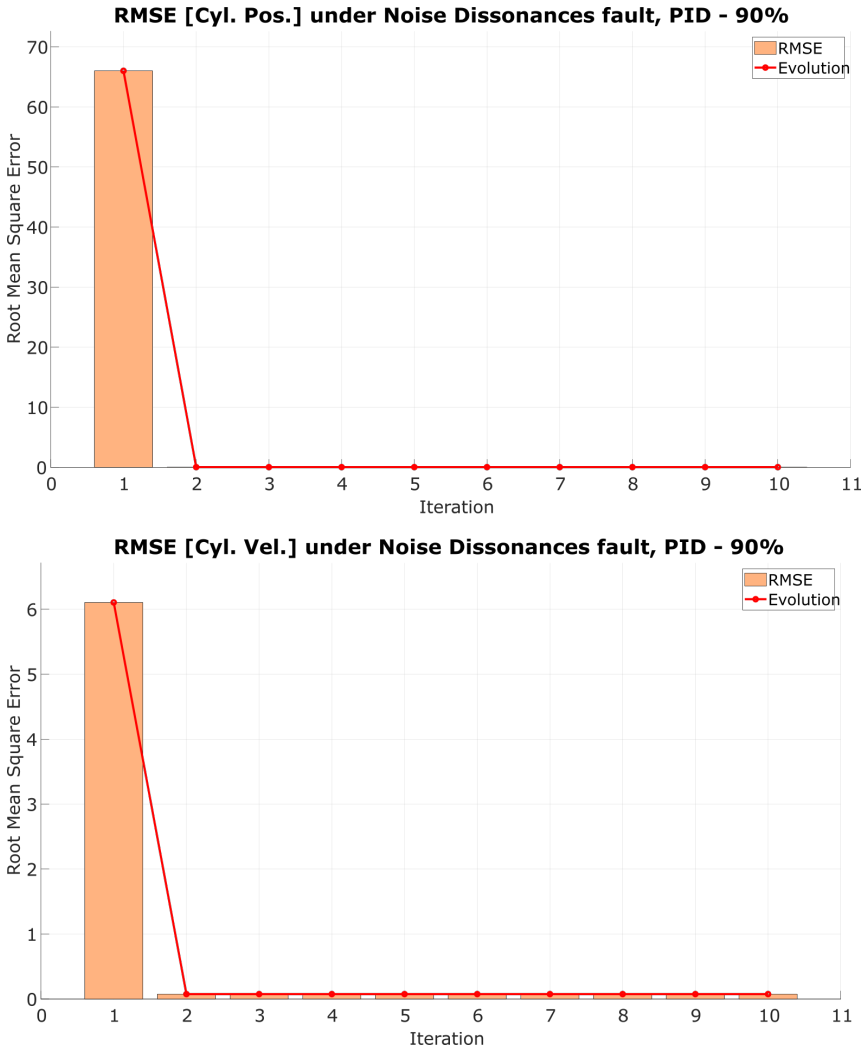 RMSE [Cyl. Pos.] under Noise Dissonances fault, PID - 90%
RMSE
Evolution
Root Mean Square Error
70
60
50
40
30
20
10
0
0 1 2 3 4 5 6 7 8 9 10 11
Iteration
RMSE [Cyl. Vel.] under Noise Dissonances fault, PID - 90%
RMSE
Evolution
Root Mean Square Error
6
5
4
3
2
1
0
0 1 2 3 4 5 6 7 8 9 10 11
Iteration